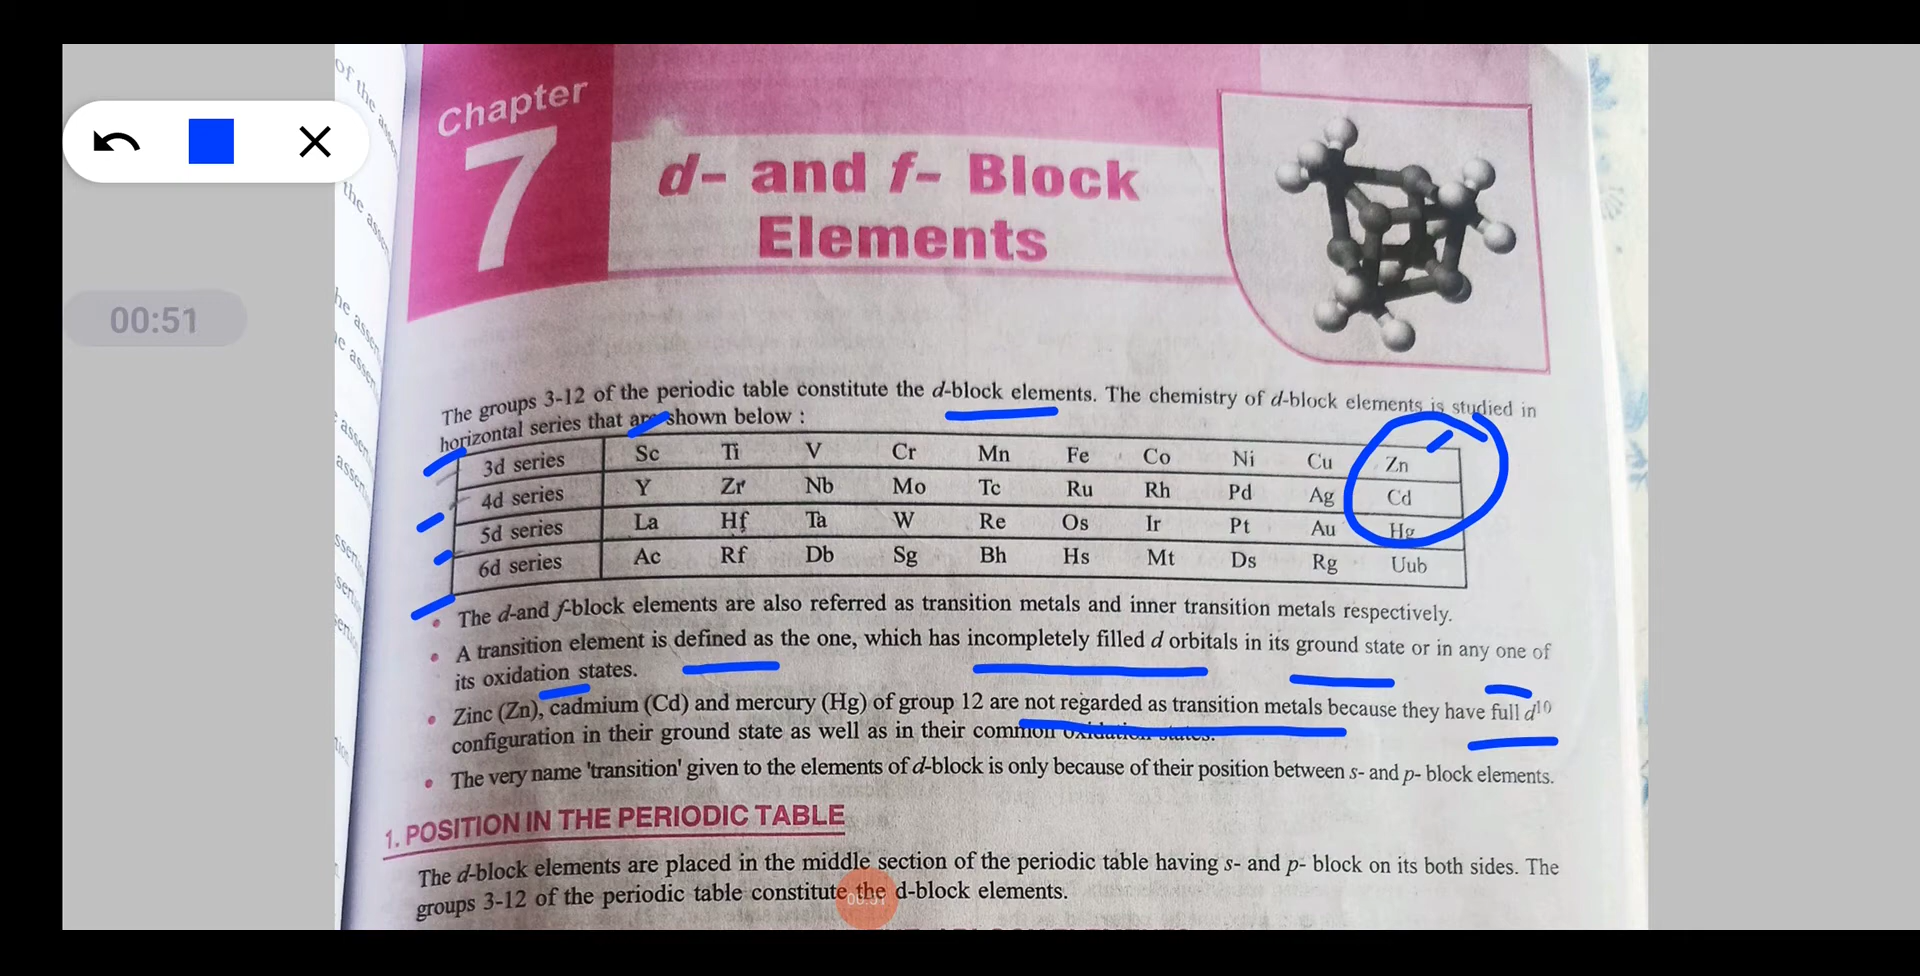 Chapter
7
d- and f- Block
Elements
00:51
The groups 3-12 of the periodic table constitute the d-block elements. The chemistry of d-block elements is studied in
horizontal series that are shown below :
3d series Sc Ti V Cr Mn Fe Co Ni Cu Zn
4d series Y Zr Nb Mo Tc Ru Rh Pd Ag Cd
5d series La Hf Ta W Re Os Ir Pt Au Hg
6d series Ac Rf Db Sg Bh Hs Mt Ds Rg Uub
• The d-and f-block elements are also referred as transition metals and inner transition metals respectively.
• A transition element is defined as the one, which has incompletely filled d orbitals in its ground state or in any one of
its oxidation states.
• Zinc (Zn), cadmium (Cd) and mercury (Hg) of group 12 are not regarded as transition metals because they have full d¹⁰
configuration in their ground state as well as in their common oxidation states.
• The very name 'transition' given to the elements of d-block is only because of their position between s- and p- block elements.
1. POSITION IN THE PERIODIC TABLE
The d-block elements are placed in the middle section of the periodic table having s- and p- block on its both sides. The
groups 3-12 of the periodic table constitute the d-block elements.
00:51